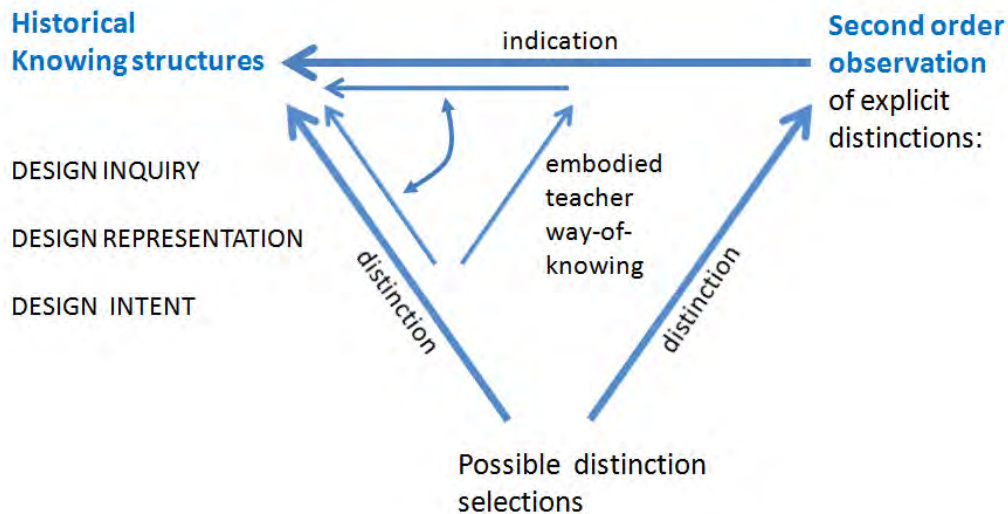 Historical
Knowing structures
indication
Second order
observation
of explicit
distinctions:
DESIGN INQUIRY
DESIGN REPRESENTATION
DESIGN INTENT
embodied
teacher
way-of-
knowing
distinction
distinction
Possible distinction
selections